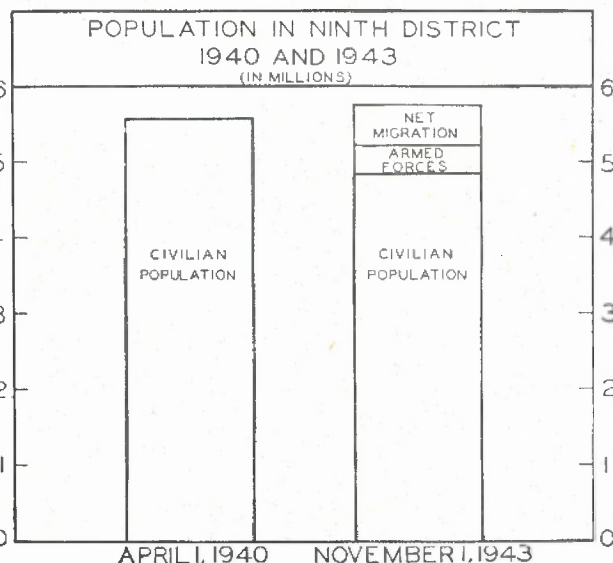 POPULATION IN NINTH DISTRICT
1940 AND 1943
(IN MILLIONS)
6 6
NET
MIGRATION
ARMED
FORCES
5 5
4 4
CIVILIAN
POPULATION
CIVILIAN
POPULATION
3 3
2 2
1 1
0 0
APRIL 1, 1940 NOVEMBER 1, 1943